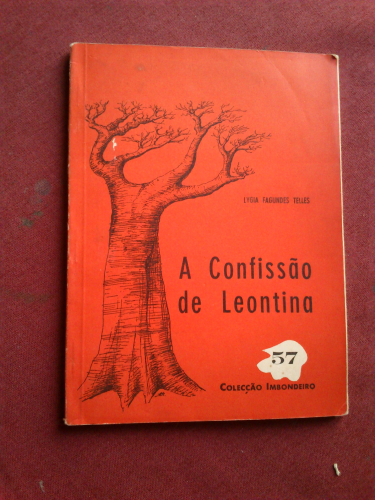 LYGIA FAGUNDES TELLES
A Confissão
de Leontina
57
COLECÇÃO IMBONDEIRO